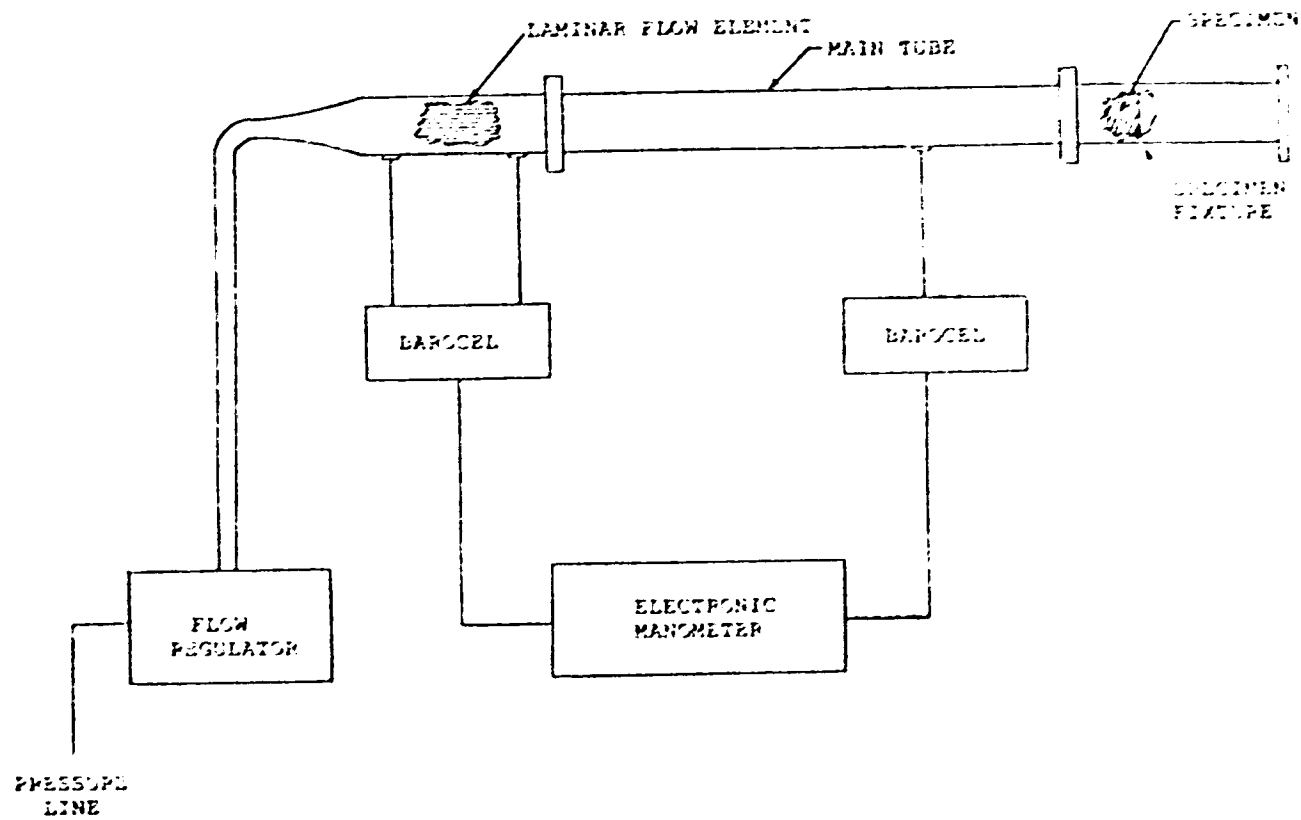 LAMINAR FLOW ELEMENT
MAIN TUBE
SPECIMEN
SPECIMEN
FIXTURE
BAROCEL
BAROCEL
FLOW
REGULATOR
ELECTRONIC
MANOMETER
PRESSURE
LINE